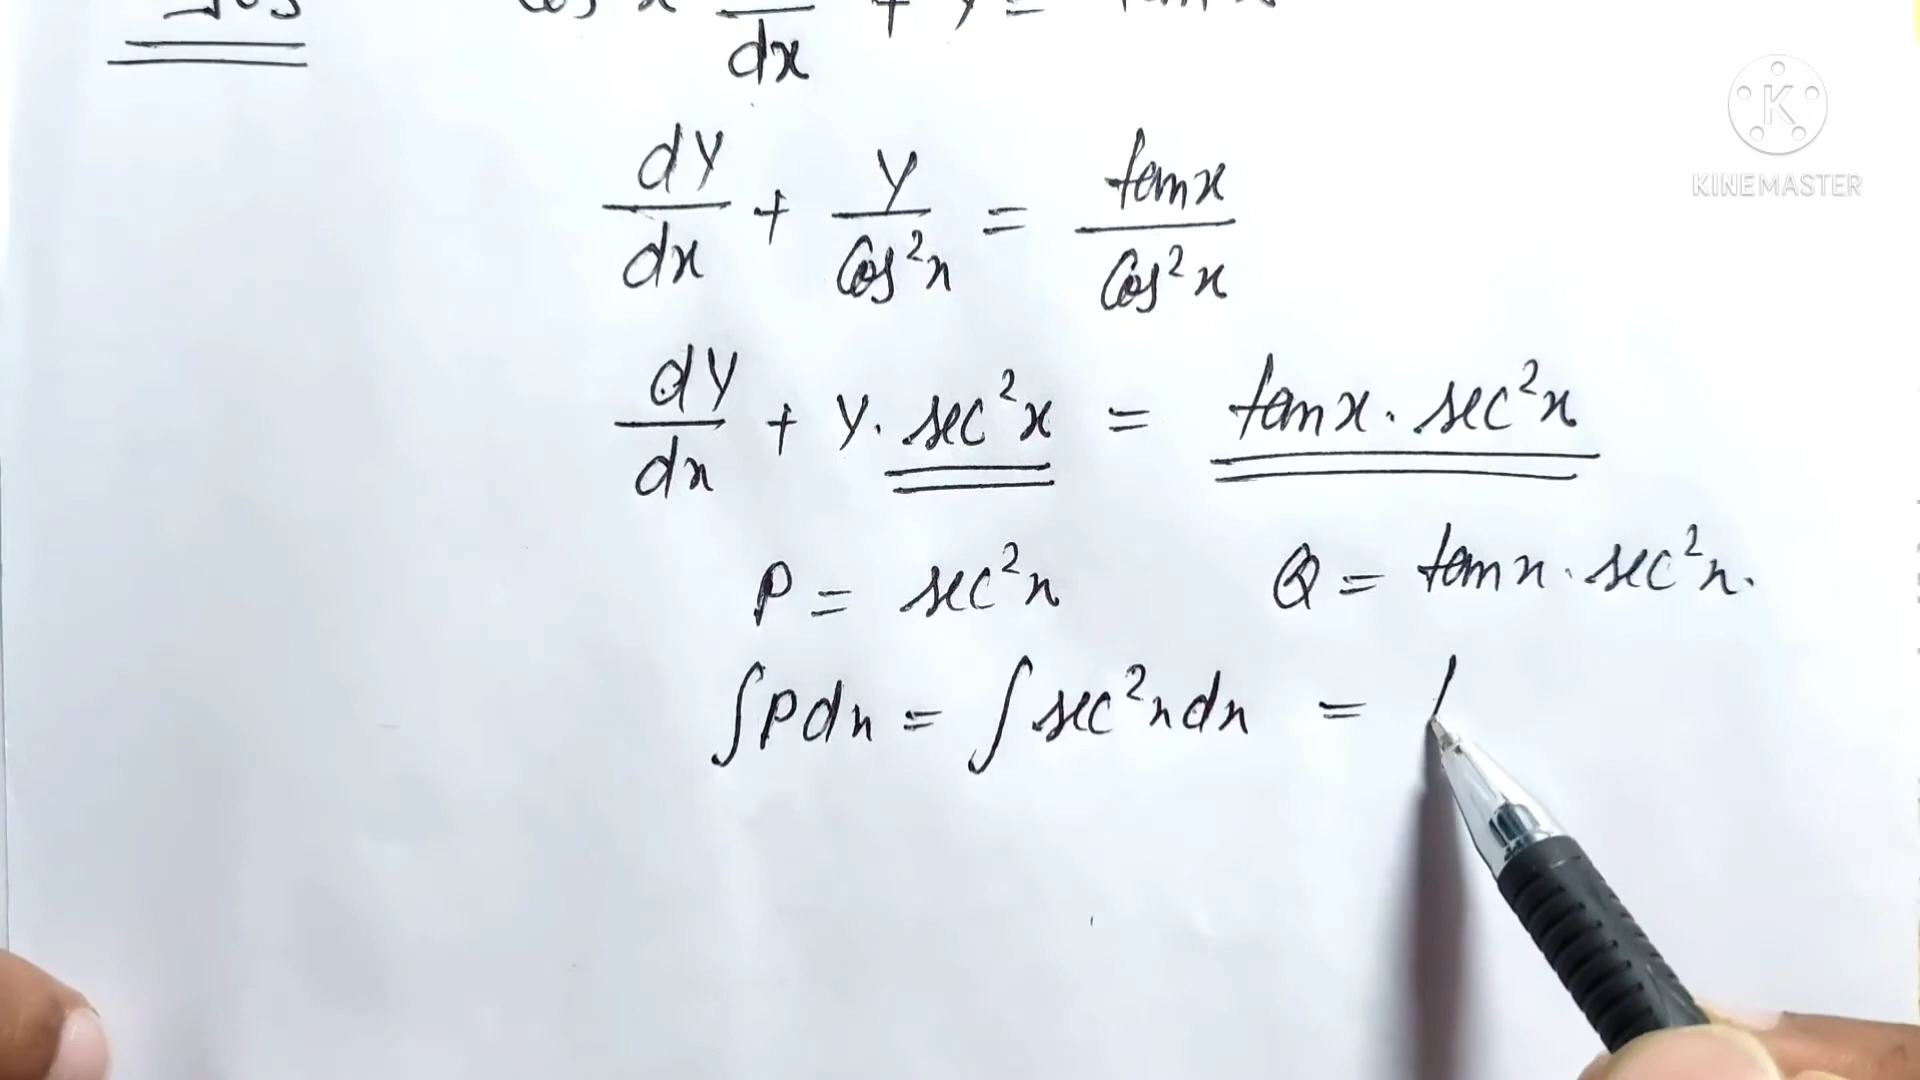 dx
dy/dx + y/Cos²x = tanx/Cos²x
KINEMASTER
dy/dx + y. sec²x = tanx. sec²x
P = sec²x Q = tanx. sec²x.
∫Pdx = ∫sec²xdx =